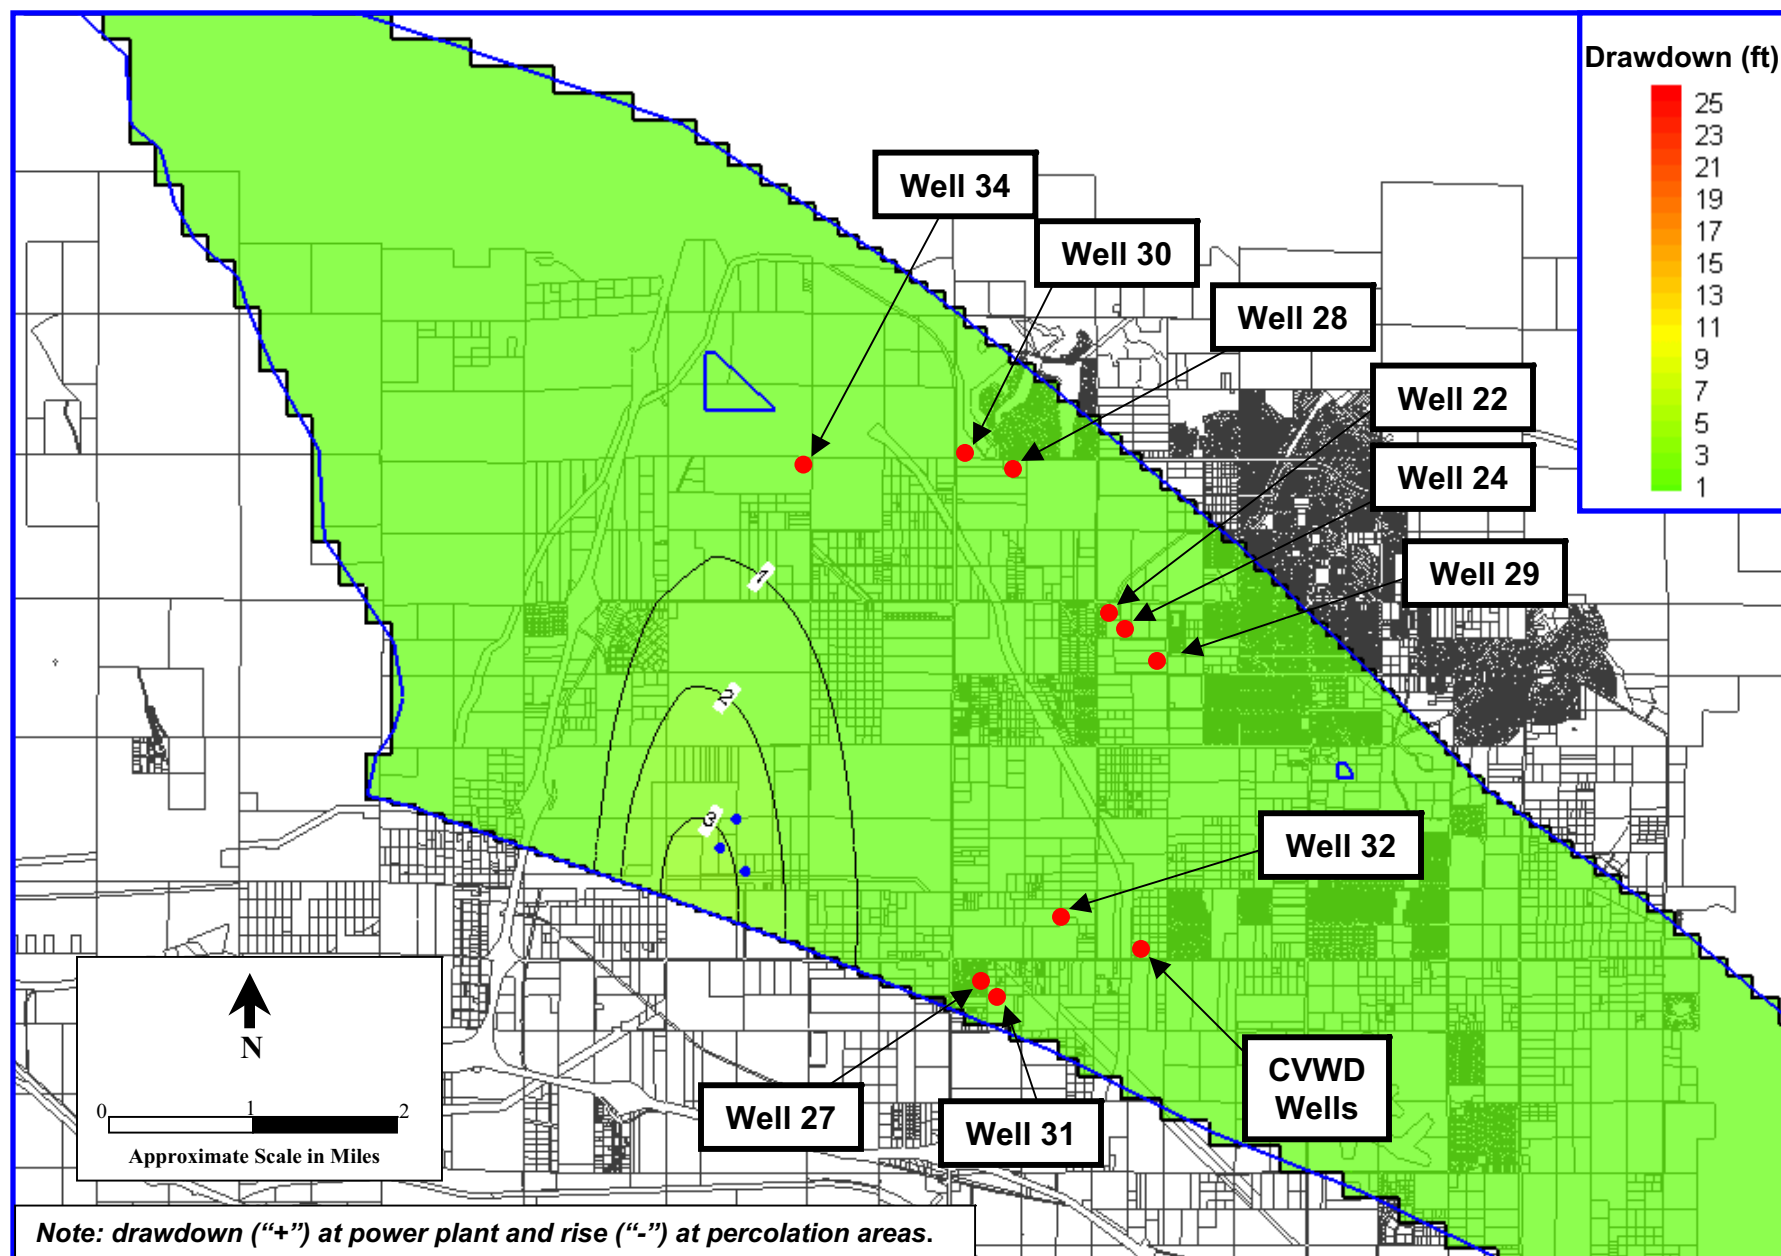 Drawdown (ft)
25
23
21
19
17
15
13
11
9
7
5
3
1
Well 34
Well 30
Well 28
Well 22
Well 24
Well 29
1
2
3
Well 32
CVWD
Wells
Well 27
Well 31
N
0 1 2
Approximate Scale in Miles
Note: drawdown (“+”) at power plant and rise (“-”) at percolation areas.